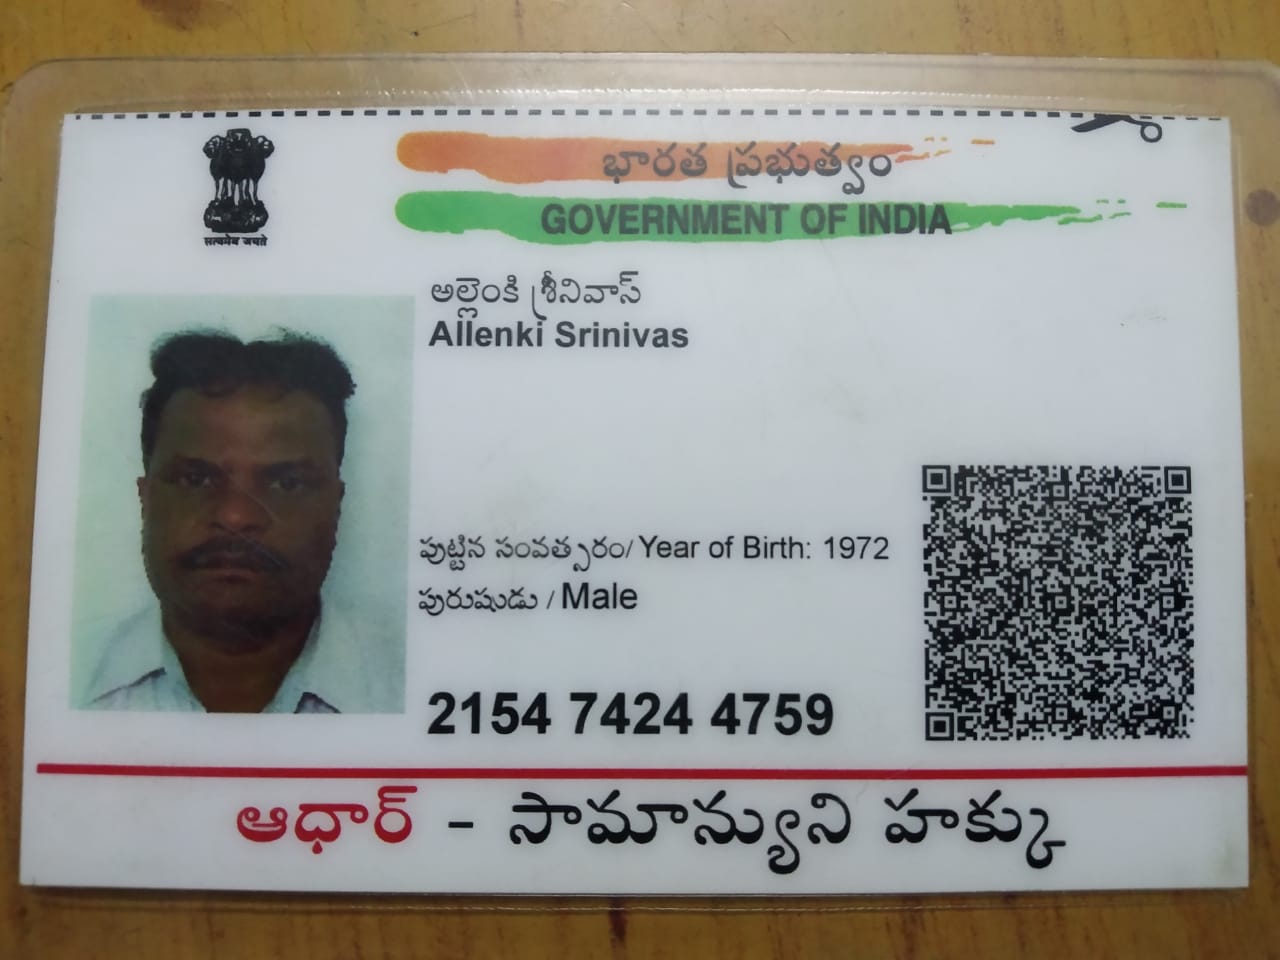 భారత ప్రభుత్వం
GOVERNMENT OF INDIA
सत्यमेव जयते
అల్లెంకి శ్రీనివాస్
Allenki Srinivas
పుట్టిన సంవత్సరం/ Year of Birth: 1972
పురుషుడు / Male
2154 7424 4759
ఆధార్ - సామాన్యుని హక్కు